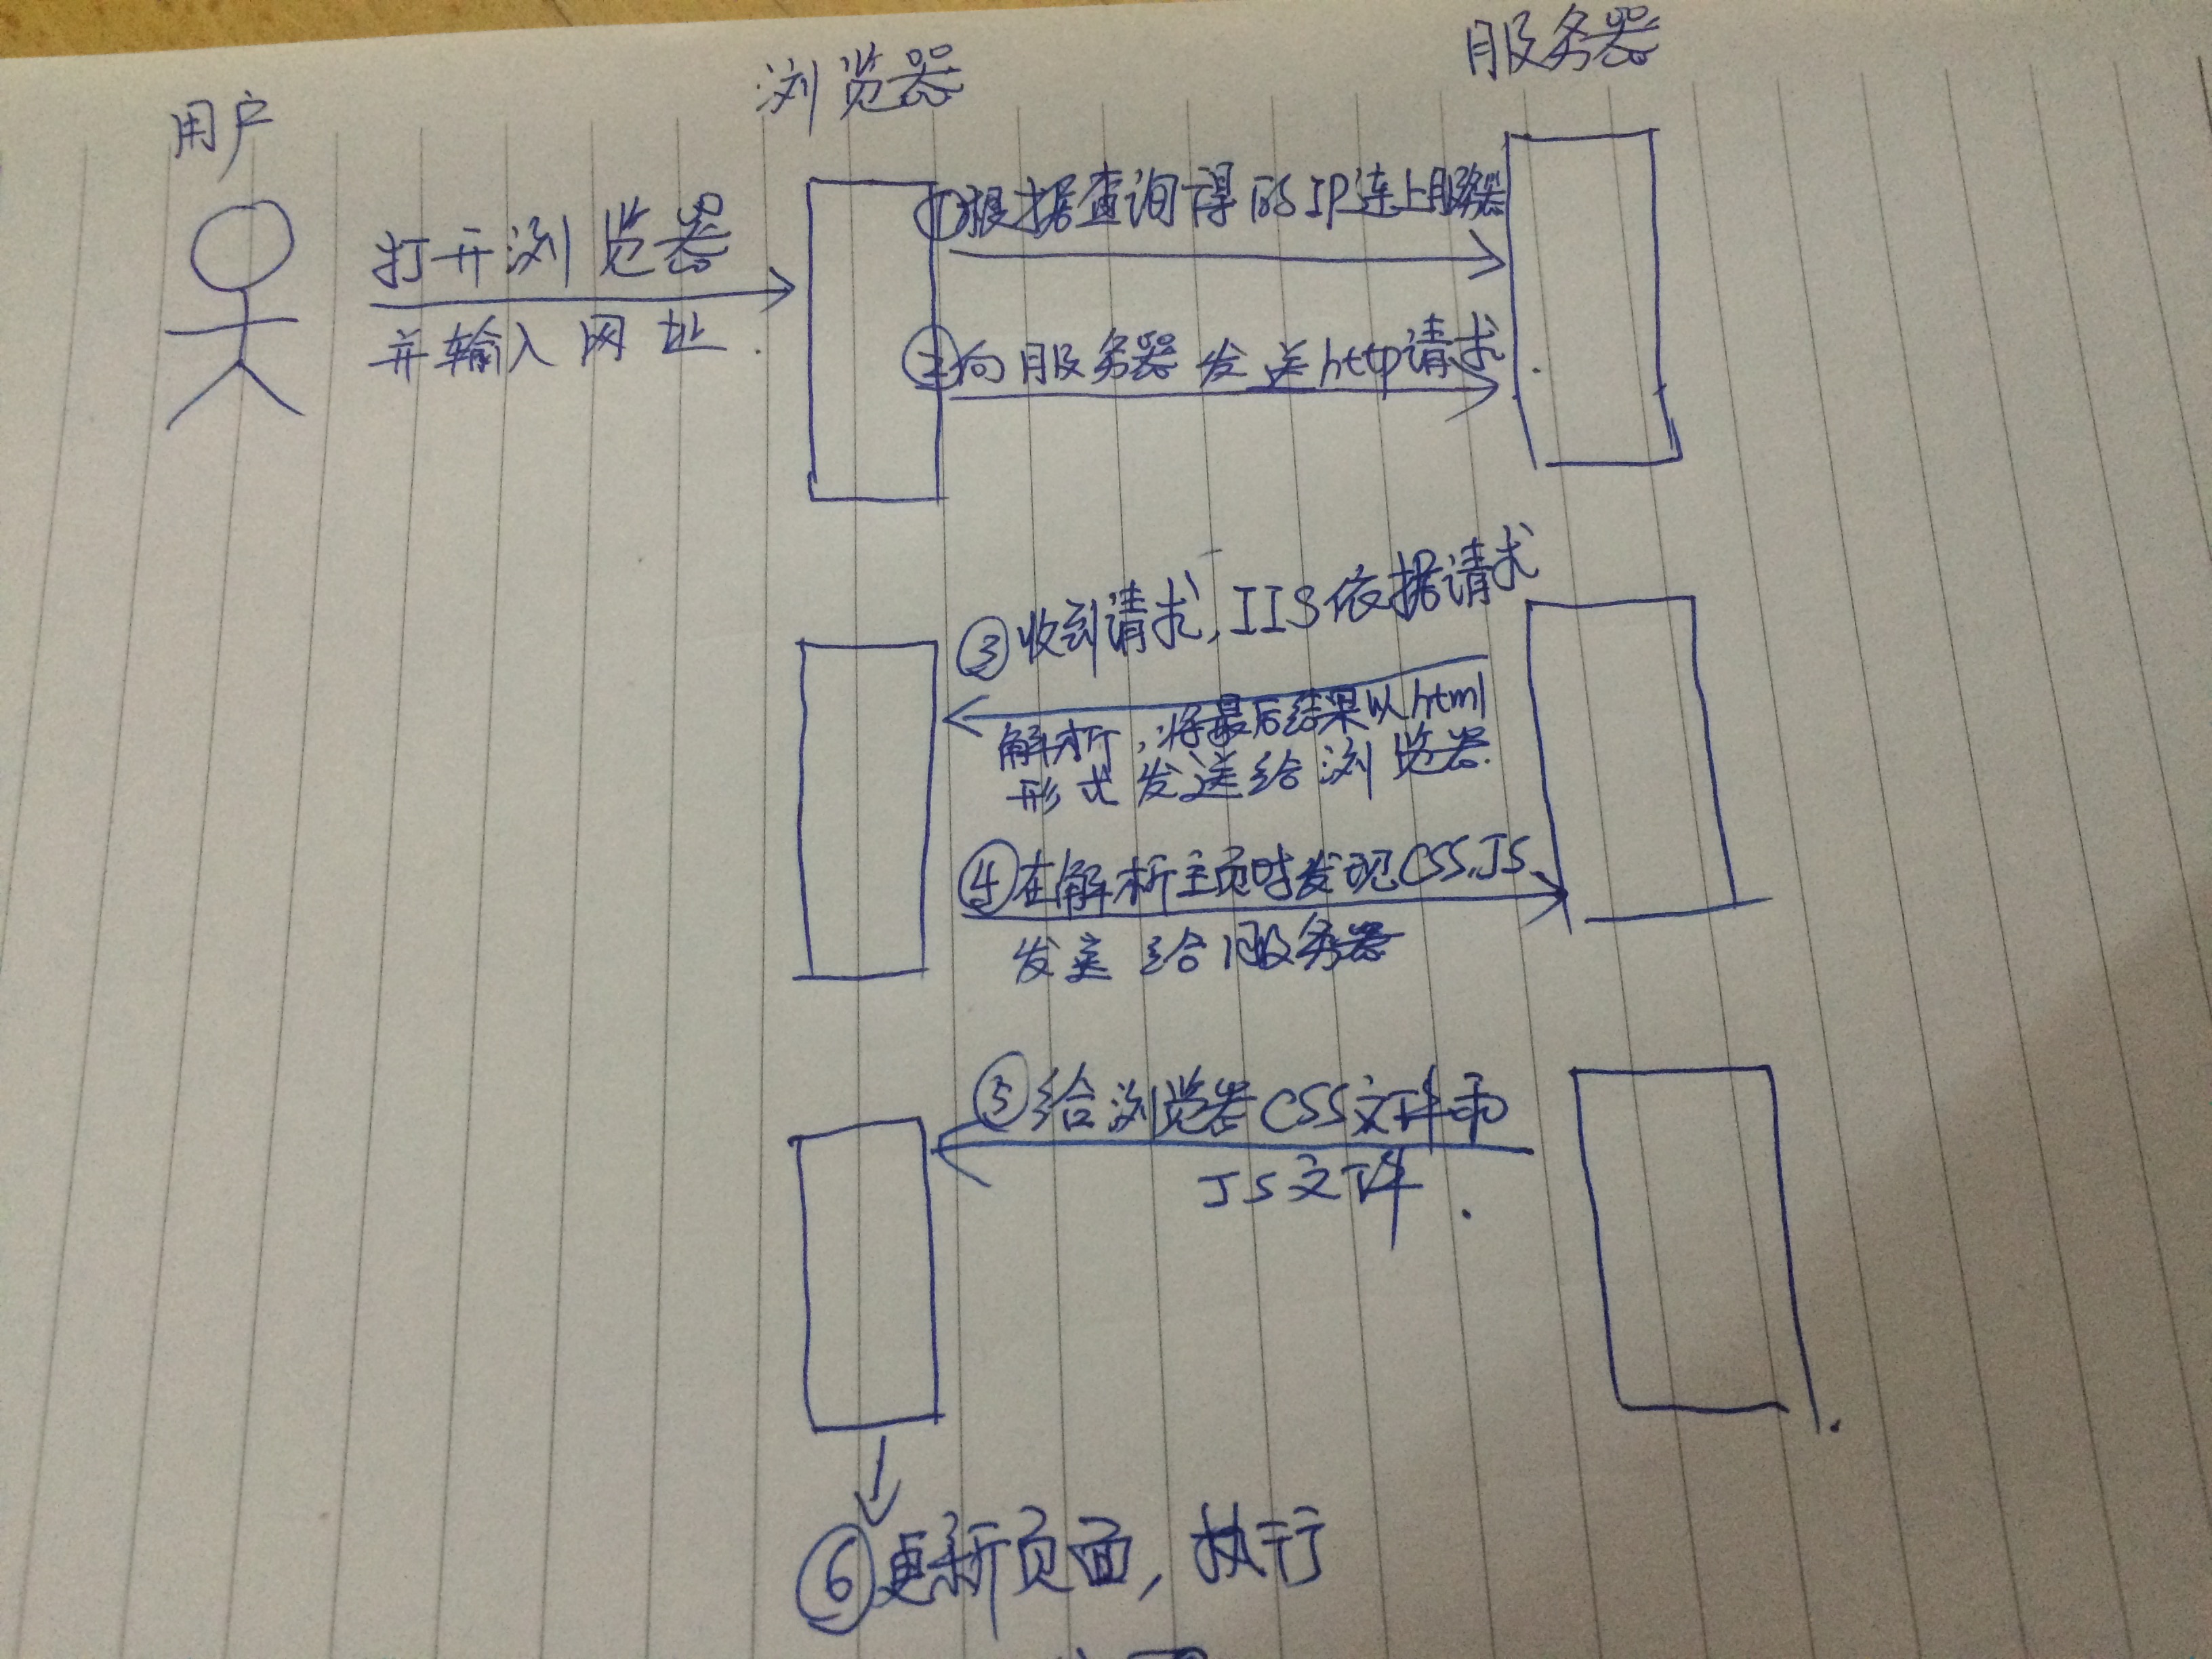 用户
浏览器
服务器
打开浏览器
并输入网址.
①根据查询得的IP连上服务器
②向服务器发送http请求.
③收到请求,IIS依据请求
解析,将最后结果以html
形式发送给浏览器.
④在解析主页时发现CSS.JS、
发送给服务器
⑤给浏览器CSS文件和
JS文件.
⑥更新页面,执行